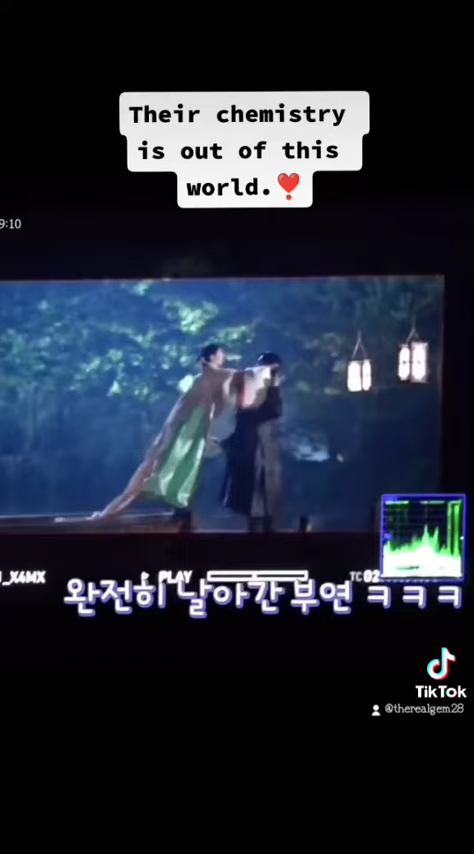 Their chemistry
is out of this
world.❣️
9:10
_X4MX
PLAY
TC02
완전히 날아간 부연 ㅋㅋㅋ
TikTok
@therealgem28